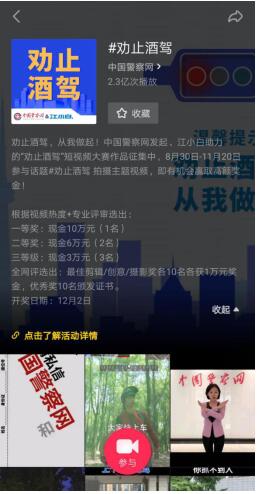 劝止
酒驾
中国警察网 & 江小白
#劝止酒驾
中国警察网 >
2.3亿次播放
收藏
温馨提示
从我做
劝止酒驾，从我做起！中国警察网发起，江小白助力
的“劝止酒驾”短视频大赛作品征集中，8月30日-11月20日
参与话题#劝止酒驾 拍摄主题视频，即有机会赢取高额奖
金！
根据视频热度+专业评审选出：
一等奖：现金10万元（1名）
二等奖：现金6万元（2名）
三等级：现金3万元（3名）
全网评选出：最佳剪辑/创意/摄影奖各10名各获1万元奖
金，优秀奖10名颁发证书。
开奖日期：12月2日
收起
点击了解活动详情
私信
国警察网
和
大家上车
中国警察网
你抓不到人
参与